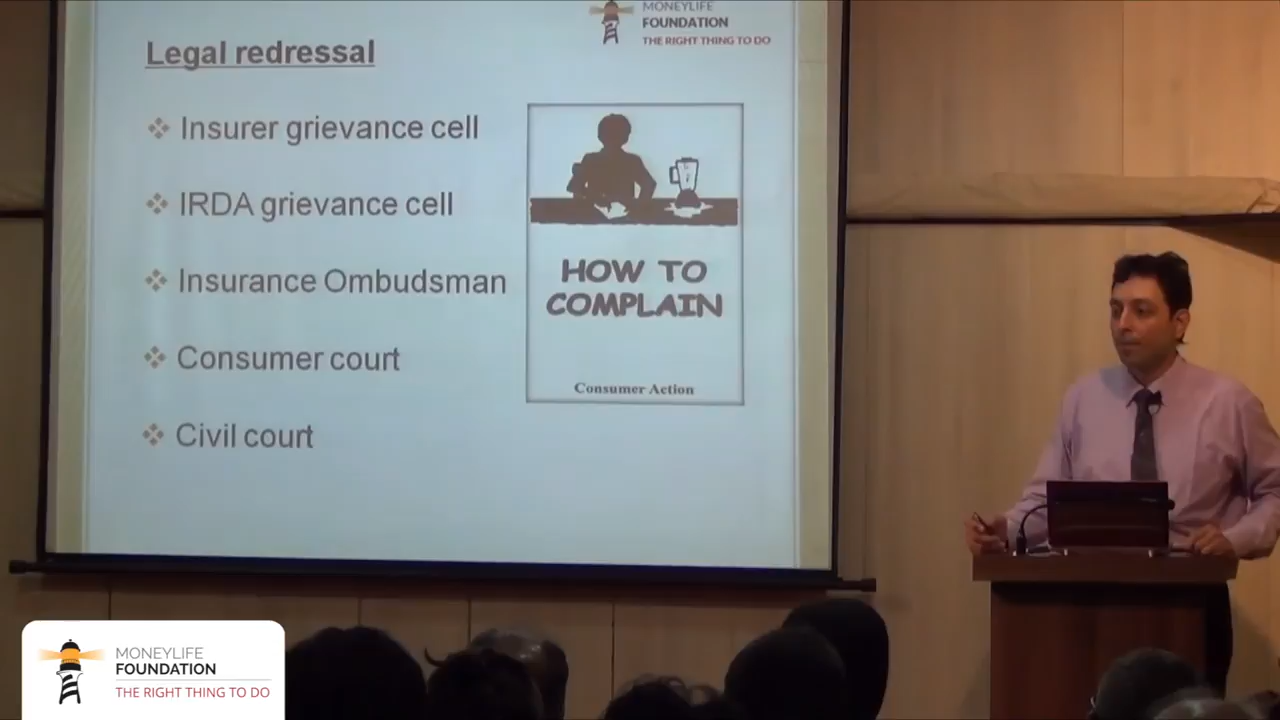 MONEYLIFE
FOUNDATION
THE RIGHT THING TO DO
Legal redressal
Insurer grievance cell
IRDA grievance cell
Insurance Ombudsman
Consumer court
Civil court
HOW TO
COMPLAIN
Consumer Action
MONEYLIFE
FOUNDATION
THE RIGHT THING TO DO